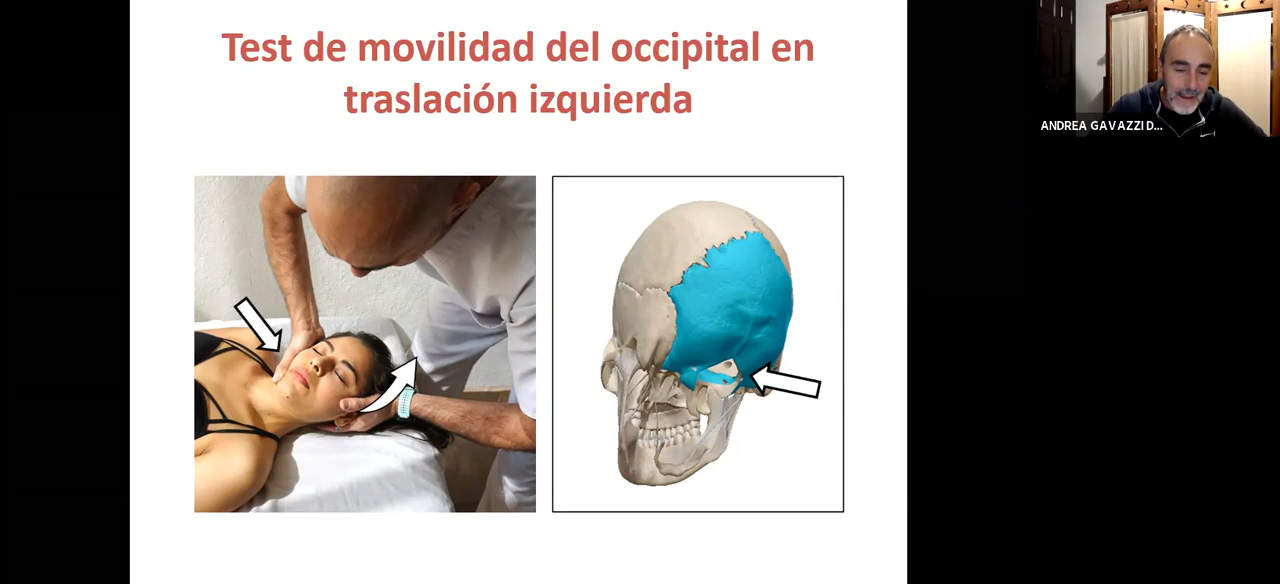 Test de movilidad del occipital en
traslación izquierda
ANDREA GAVAZZI D...